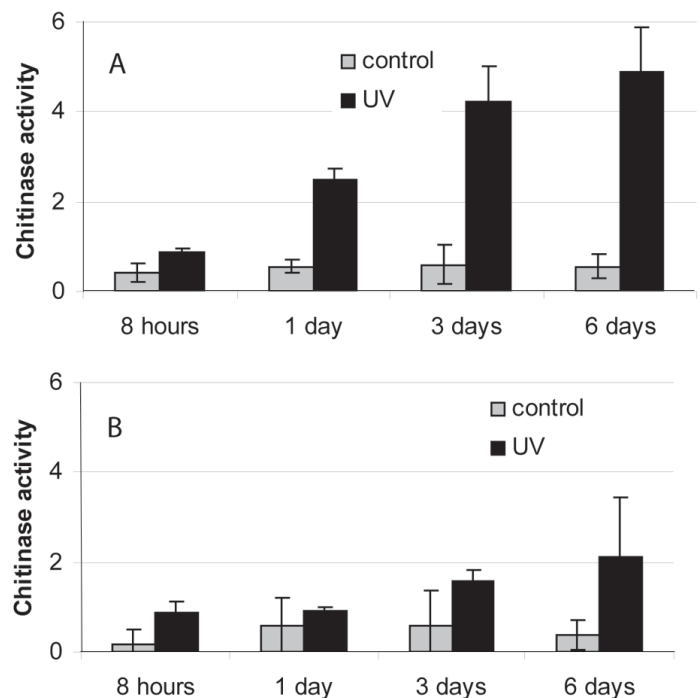 6
A
control
UV
4
2
0
Chitinase activity
8 hours 1 day 3 days 6 days
6
control
B
UV
4
2
0
Chitinase activity
8 hours 1 day 3 days 6 days